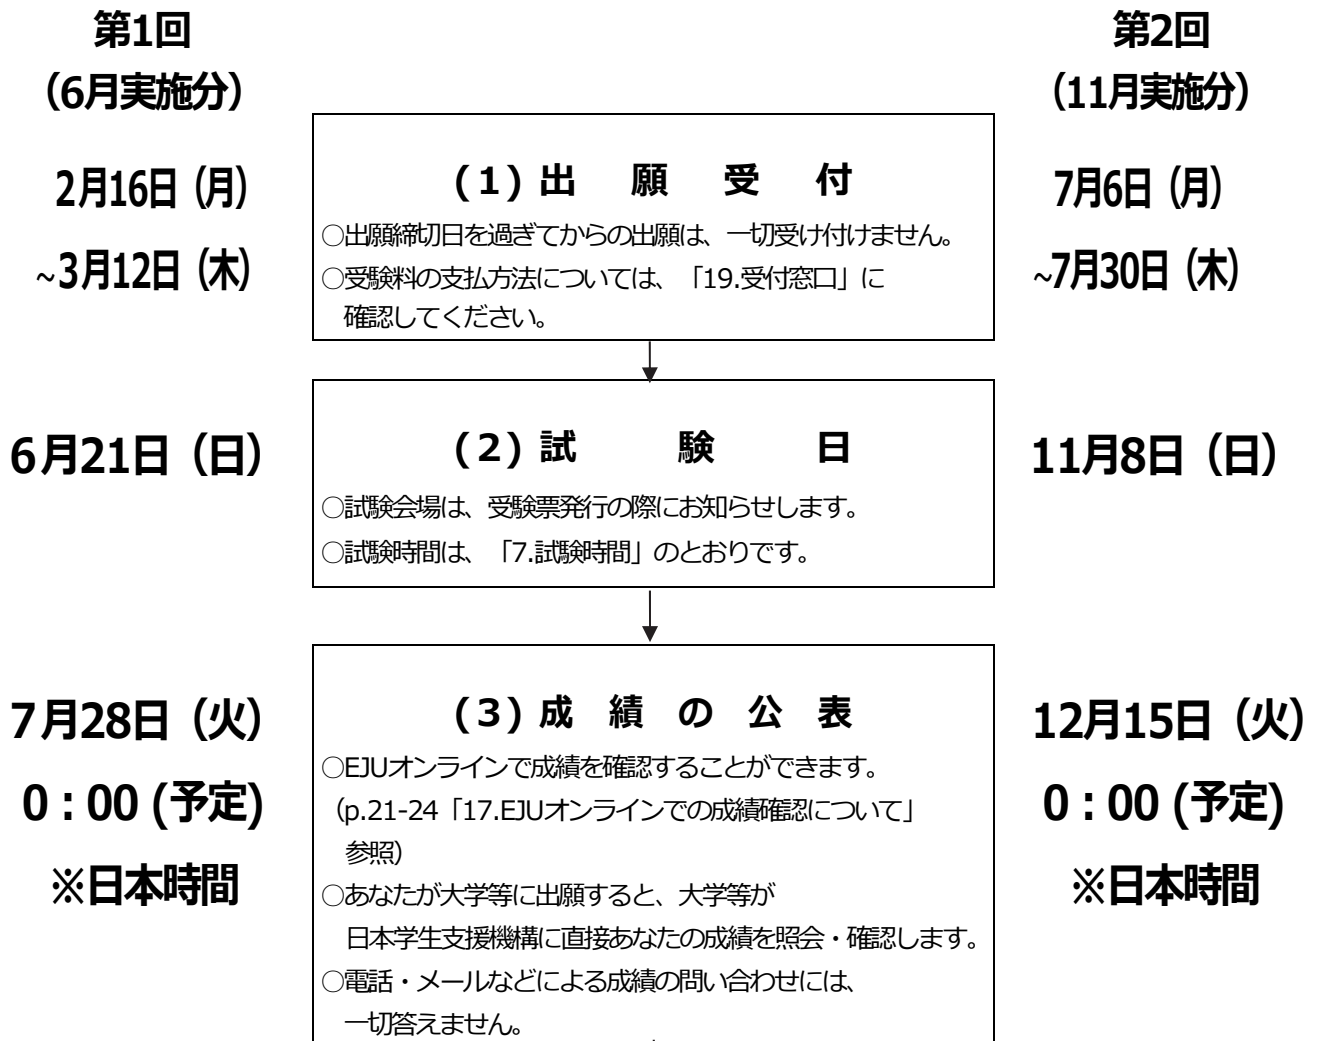 第1回
（6月実施分）
2月16日（月）
~3月12日（木）
6月21日（日）
7月28日（火）
0：00 (予定)
※日本時間
(1)出願受付
○出願締切日を過ぎてからの出願は、一切受け付けません。
○受験料の支払方法については、「19.受付窓口」に
確認してください。
(2)試験日
○試験会場は、受験票発行の際にお知らせします。
○試験時間は、「7.試験時間」のとおりです。
(3)成績の公表
○EJUオンラインで成績を確認することができます。
（p.21-24「17.EJUオンラインでの成績確認について」
参照）
○あなたが大学等に出願すると、大学等が
日本学生支援機構に直接あなたの成績を照会・確認します。
○電話・メールなどによる成績の問い合わせには、
一切答えません。
第2回
（11月実施分）
7月6日（月）
~7月30日（木）
11月8日（日）
12月15日（火）
0：00 (予定)
※日本時間